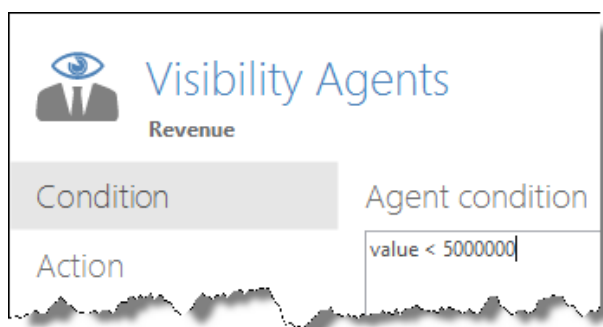 Visibility Agents
Revenue
Condition
Agent condition
value < 5000000
Action